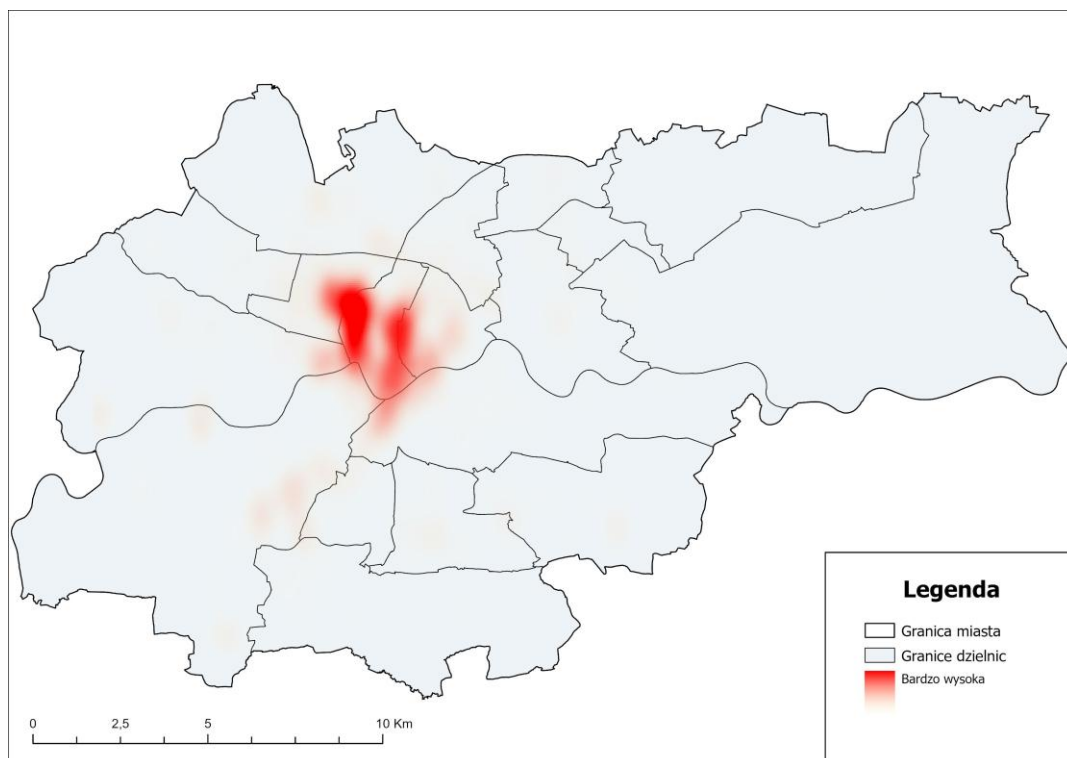 Legenda
Granica miasta
Granice dzielnic
Bardzo wysoka
0 2,5 5 10 Km